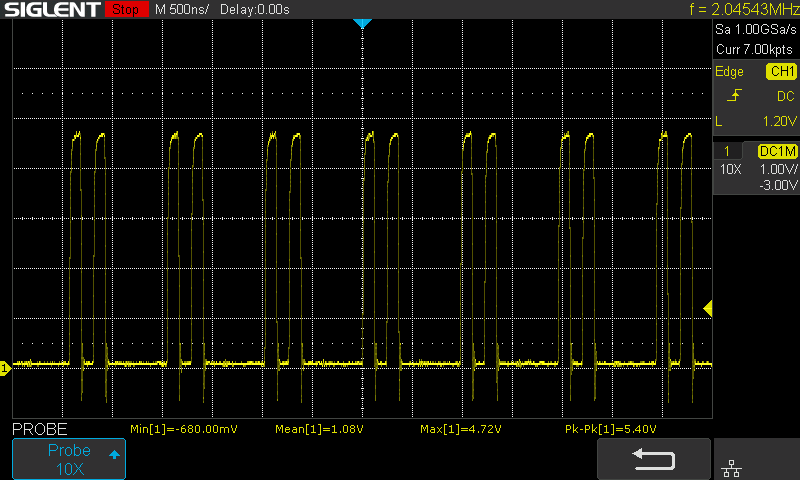 SIGLENT Stop M 500ns/ Delay:0.00s f = 2.04543MHz
Sa 1.00GSa/s
Curr 7.00kpts
Edge CH1
DC
L 1.20V
1 DC1M
10X 1.00V/
-3.00V
1
PROBE Min[1]=-680.00mV Mean[1]=1.08V Max[1]=4.72V Pk-Pk[1]=5.40V
Probe
10X